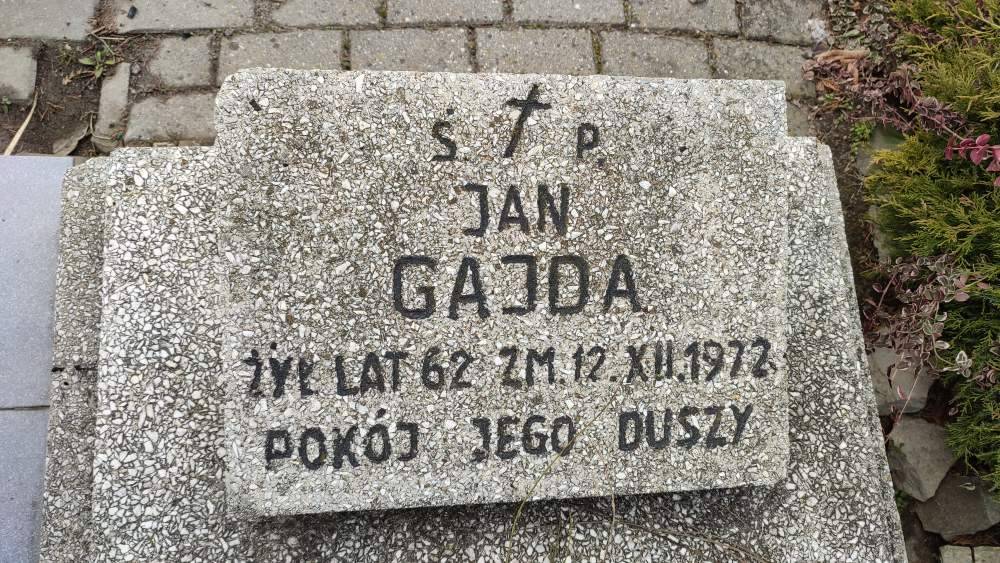 Ś. P.
JAN
GAJDA
ŻYŁ LAT 62 ZM.12.XII.1972
POKÓJ JEGO DUSZY